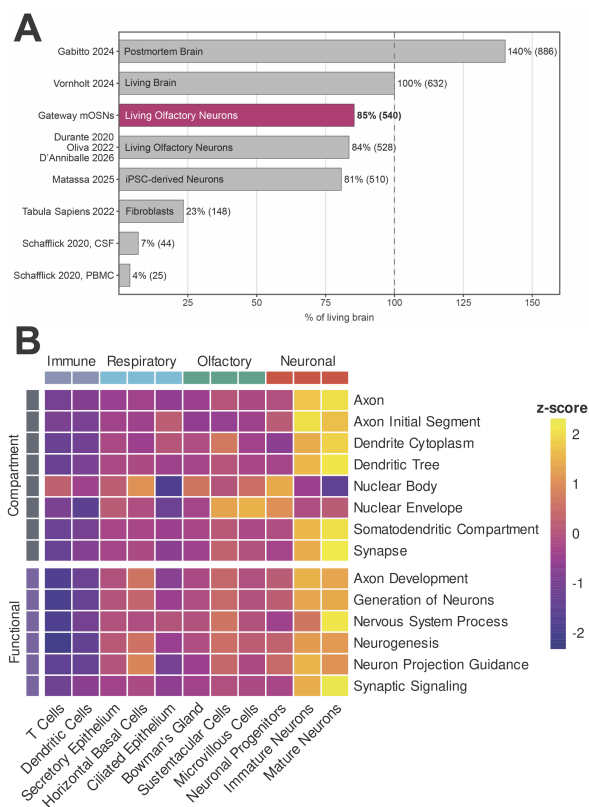 A
Gabitto 2024
Postmortem Brain
140% (886)
Vornholt 2024
Living Brain
100% (632)
Gateway mOSNs
Living Olfactory Neurons
85% (540)
Durante 2020
Oliva 2022
D'Anniballe 2026
Living Olfactory Neurons
84% (528)
Matassa 2025
iPSC-derived Neurons
81% (510)
Tabula Sapiens 2022
Fibroblasts
23% (148)
Schafflick 2020, CSF
7% (44)
Schafflick 2020, PBMC
4% (25)
25 50 75 100 125 150
% of living brain
B
Immune Respiratory Olfactory Neuronal
Compartment
Axon
Axon Initial Segment
Dendrite Cytoplasm
Dendritic Tree
Nuclear Body
Nuclear Envelope
Somatodendritic Compartment
Synapse
Functional
Axon Development
Generation of Neurons
Nervous System Process
Neurogenesis
Neuron Projection Guidance
Synaptic Signaling
T Cells
Dendritic Cells
Secretory Epithelium
Horizontal Basal Cells
Ciliated Epithelium
Bowman's Gland
Sustentacular Cells
Microvillous Cells
Neuronal Progenitors
Immature Neurons
Mature Neurons
z-score
2
1
0
-1
-2